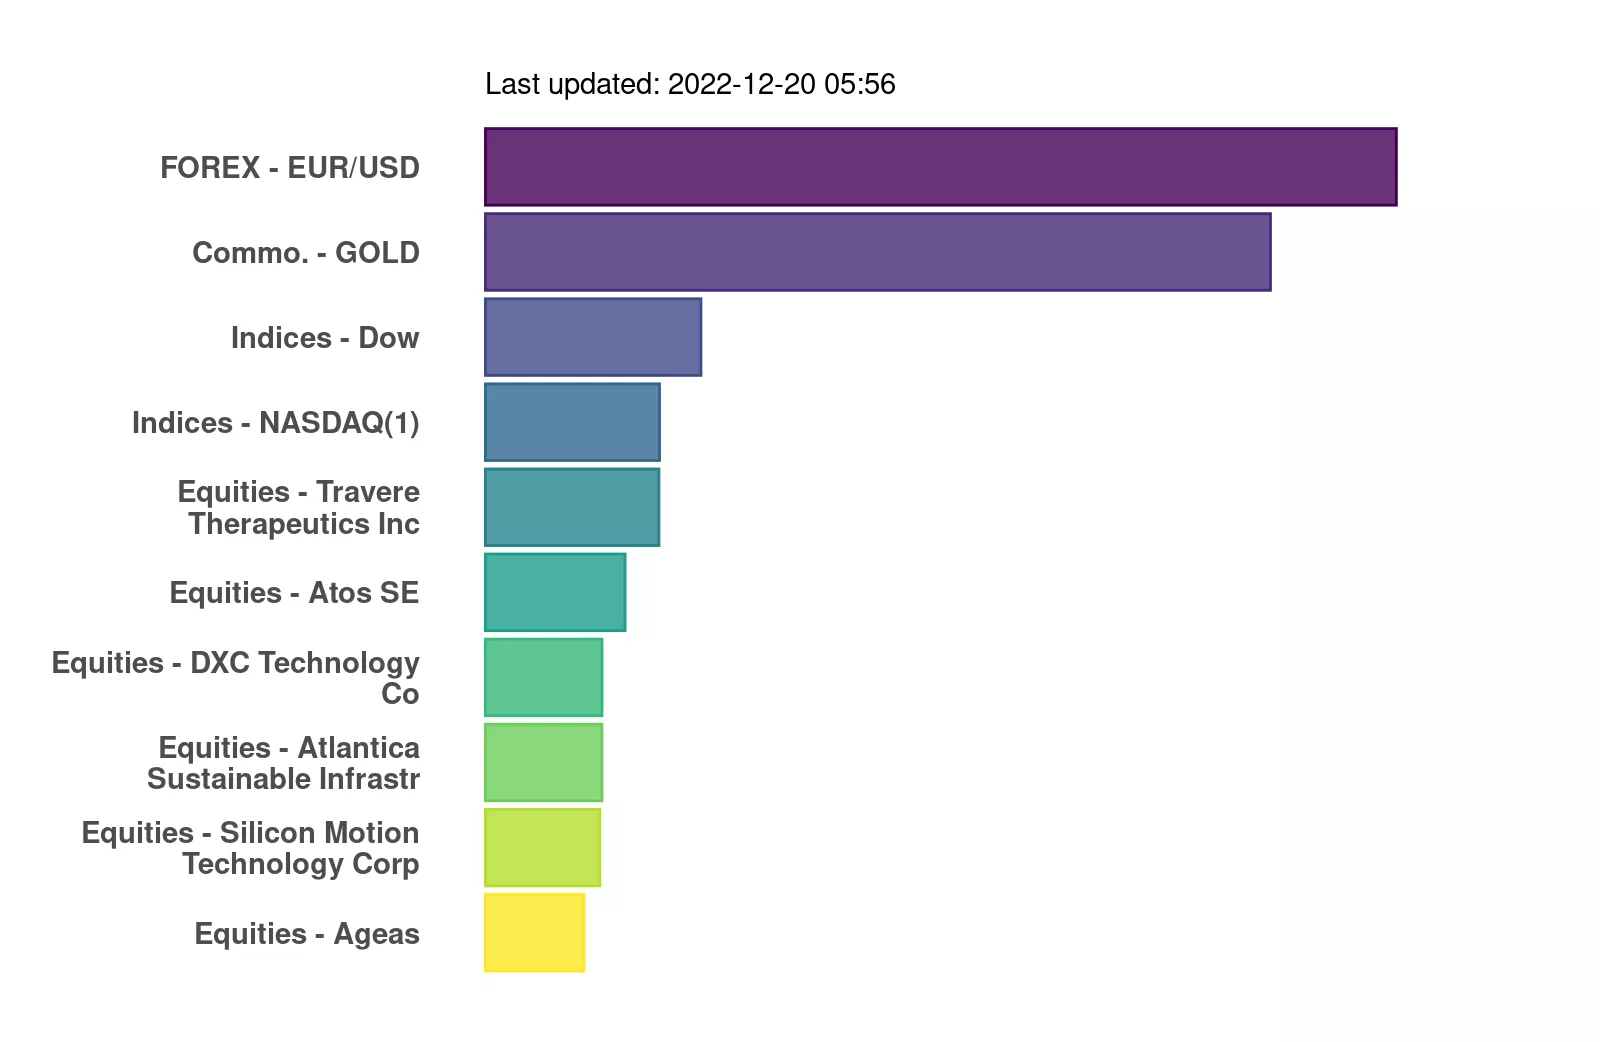 Last updated: 2022-12-20 05:56
FOREX - EUR/USD
Commo. - GOLD
Indices - Dow
Indices - NASDAQ(1)
Equities - Travere
Therapeutics Inc
Equities - Atos SE
Equities - DXC Technology
Co
Equities - Atlantica
Sustainable Infrastr
Equities - Silicon Motion
Technology Corp
Equities - Ageas